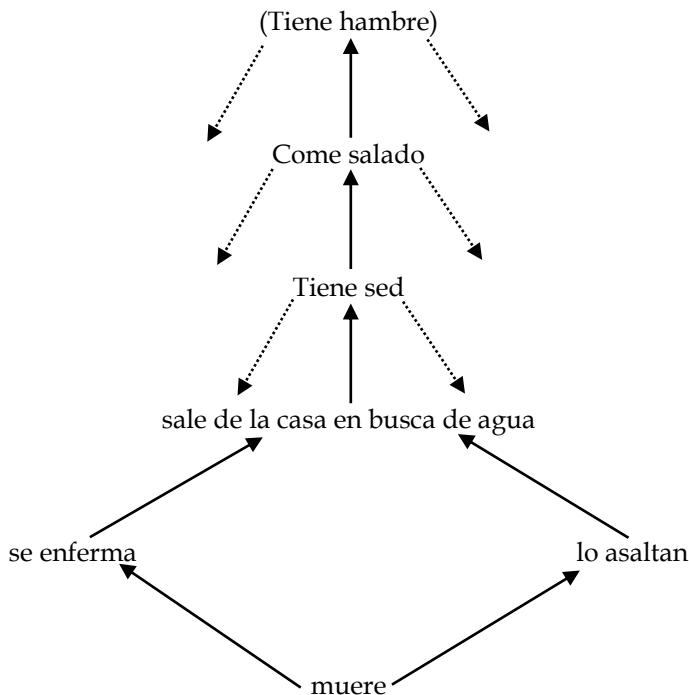 (Tiene hambre)
Come salado
Tiene sed
sale de la casa en busca de agua
se enferma
lo asaltan
muere